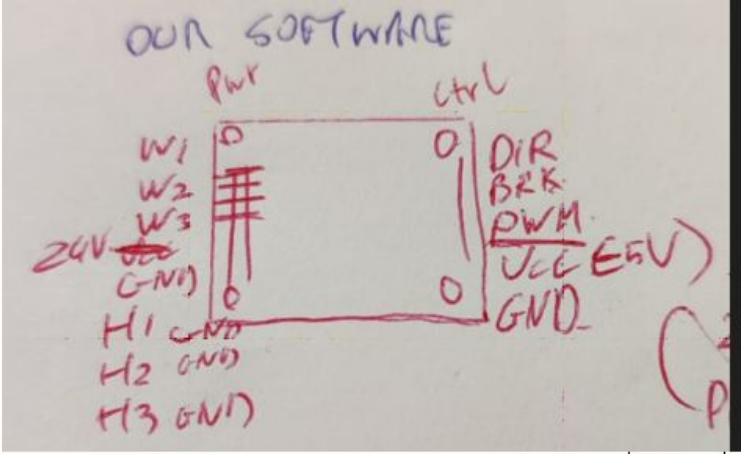 OUR SOFTWARE
Pwr
Ctrl
W1
W2
W3
24V
GND
H1 GND
H2 GND
H3 GND
DIR
BRK
PWM
VCC (5V)
GND